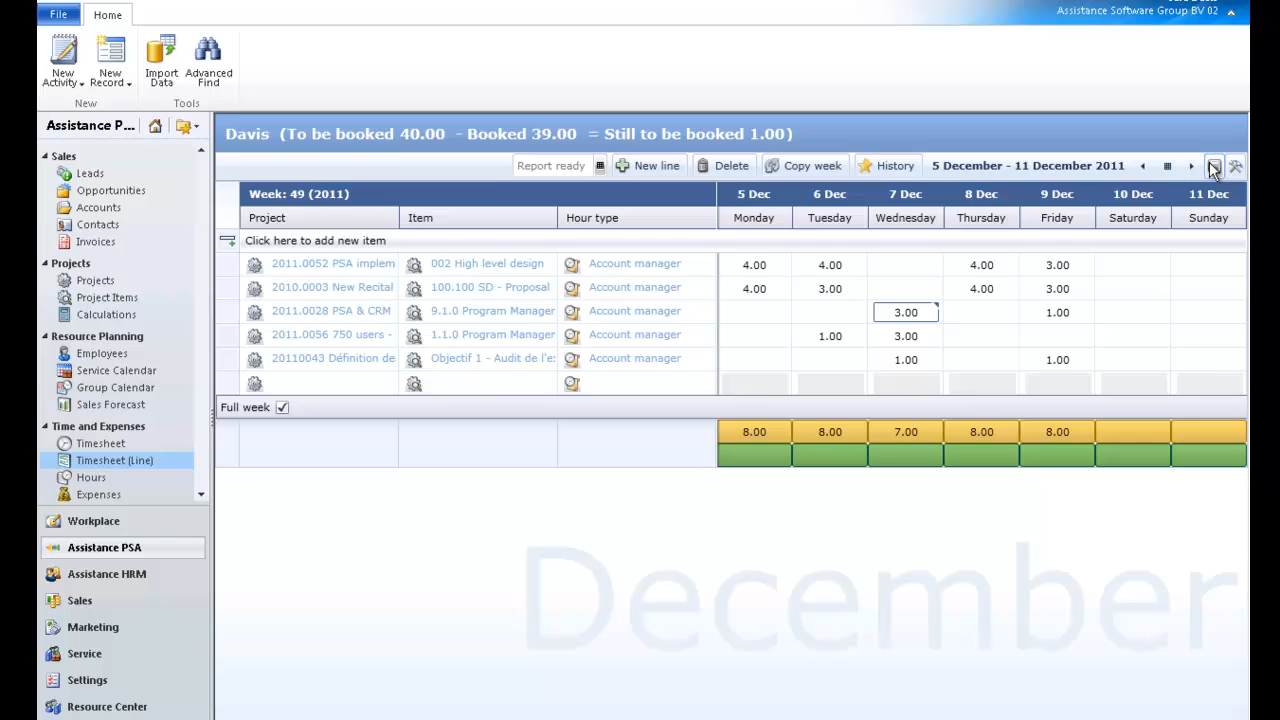 File
Home
Assistance Software Group BV 02
New Activity
New Record
Import Data
Advanced Find
New
Tools
Assistance P...
Sales
Leads
Opportunities
Accounts
Contacts
Invoices
Projects
Projects
Project Items
Calculations
Resource Planning
Employees
Service Calendar
Group Calendar
Sales Forecast
Time and Expenses
Timesheet
Timesheet (Line)
Hours
Expenses
Workplace
Assistance PSA
Assistance HRM
Sales
Marketing
Service
Settings
Resource Center
Davis (To be booked 40.00 - Booked 39.00 = Still to be booked 1.00)
Report ready New line Delete Copy week History 5 December - 11 December 2011
Week: 49 (2011) 5 Dec 6 Dec 7 Dec 8 Dec 9 Dec 10 Dec 11 Dec
Project Item Hour type Monday Tuesday Wednesday Thursday Friday Saturday Sunday
Click here to add new item
2011.0052 PSA implem 002 High level design Account manager 4.00 4.00 4.00 3.00
2010.0003 New Recital 100.100 SD - Proposal Account manager 4.00 3.00 4.00 3.00
2011.0028 PSA & CRM 9.1.0 Program Manager Account manager 3.00 1.00
2011.0056 750 users - 1.1.0 Program Manager Account manager 1.00 3.00
20110043 Définition de Objectif 1 - Audit de l'e: Account manager 1.00 1.00
Full week
8.00 8.00 7.00 8.00 8.00
December